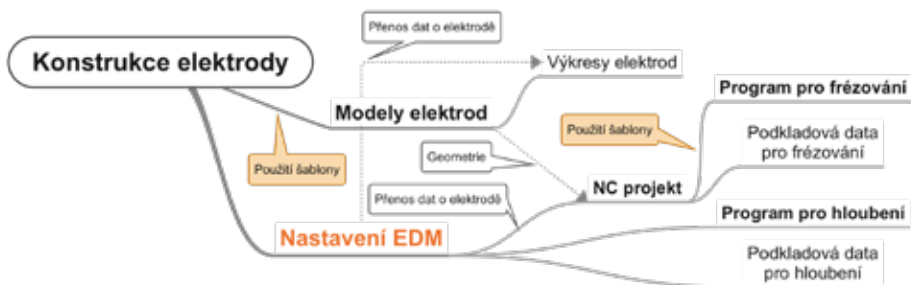 Přenos dat o elektrodě
Konstrukce elektrody
Výkresy elektrod
Program pro frézování
Modely elektrod
Použití šablony
Podkladová data
pro frézování
Geometrie
Použití šablony
NC projekt
Přenos dat o elektrodě
Program pro hloubení
Nastavení EDM
Podkladová data
pro hloubení